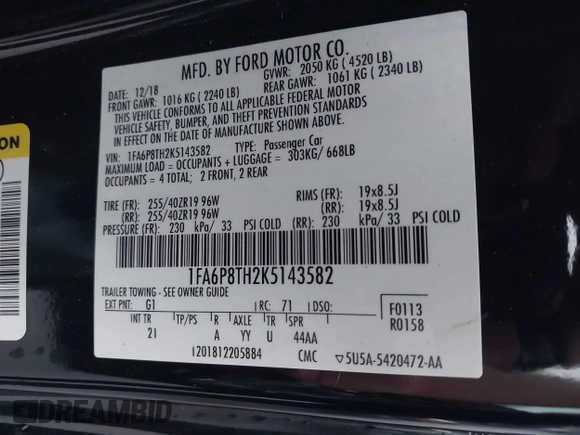 MFD. BY FORD MOTOR CO.
DATE: 12/18
GVWR: 2050 KG ( 4520 LB)
FRONT GAWR: 1016 KG ( 2240 LB)
REAR GAWR: 1061 KG ( 2340 LB)
THIS VEHICLE CONFORMS TO ALL APPLICABLE FEDERAL MOTOR
VEHICLE SAFETY, BUMPER, AND THEFT PREVENTION STANDARDS
IN EFFECT ON THE DATE OF MANUFACTURE SHOWN ABOVE.
VIN: 1FA6P8TH2K5143582 TYPE: Passenger Car
MAXIMUM LOAD = OCCUPANTS + LUGGAGE = 303KG/ 668LB
OCCUPANTS = 4 TOTAL; 2 FRONT, 2 REAR
TIRE (FR): 255/40ZR19 96W RIMS (FR): 19x8.5J
(RR): 255/40ZR19 96W (RR): 19x8.5J
PRESSURE (FR): 230 kPa/ 33 PSI COLD (RR): 230 kPa/ 33 PSI COLD
1FA6P8TH2K5143582
TRAILER TOWING - SEE OWNER GUIDE
EXT PNT: G1 RC: 71 DSO: F0113
R0158
INT TR TP/PS R AXLE TR SPR
2I A YY U 44AA
i201812205884 CMC ▽5U5A-5420472-AA
ON
DREAMBID